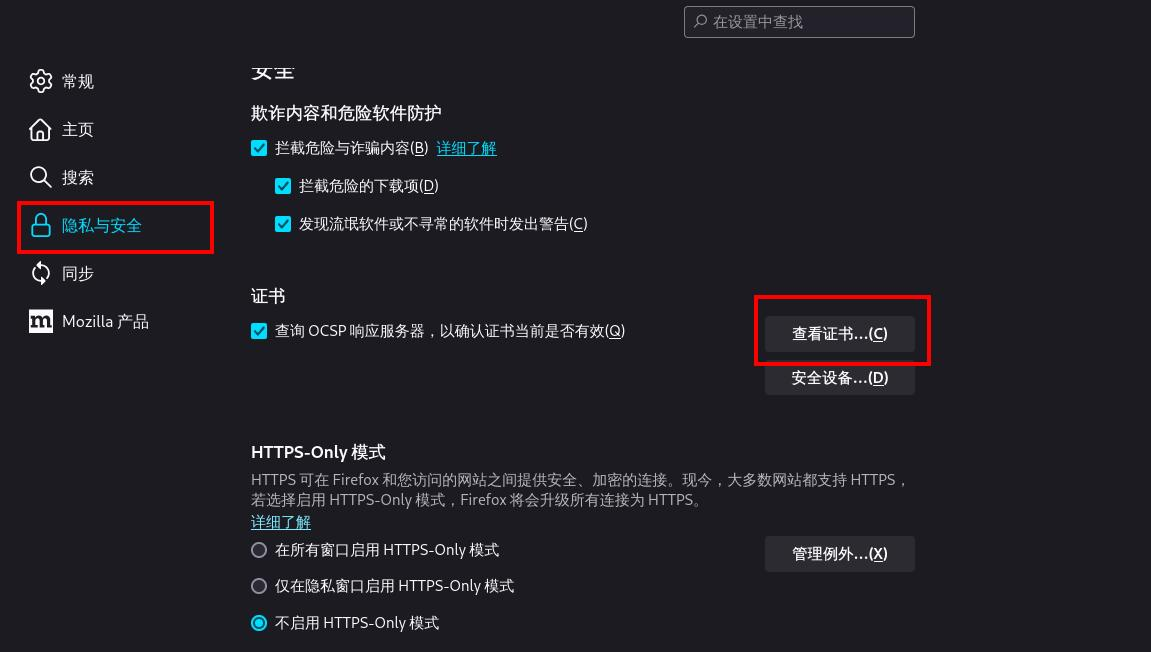 在设置中查找
常规
主页
搜索
隐私与安全
同步
Mozilla 产品
安全
欺诈内容和危险软件防护
拦截危险与诈骗内容(B) 详细了解
拦截危险的下载项(D)
发现流氓软件或不寻常的软件时发出警告(C)
证书
查询 OCSP 响应服务器，以确认证书当前是否有效(Q)
查看证书...(C)
安全设备...(D)
HTTPS-Only 模式
HTTPS 可在 Firefox 和您访问的网站之间提供安全、加密的连接。现今，大多数网站都支持 HTTPS，
若选择启用 HTTPS-Only 模式，Firefox 将会升级所有连接为 HTTPS。
详细了解
在所有窗口启用 HTTPS-Only 模式
管理例外...(X)
仅在隐私窗口启用 HTTPS-Only 模式
不启用 HTTPS-Only 模式